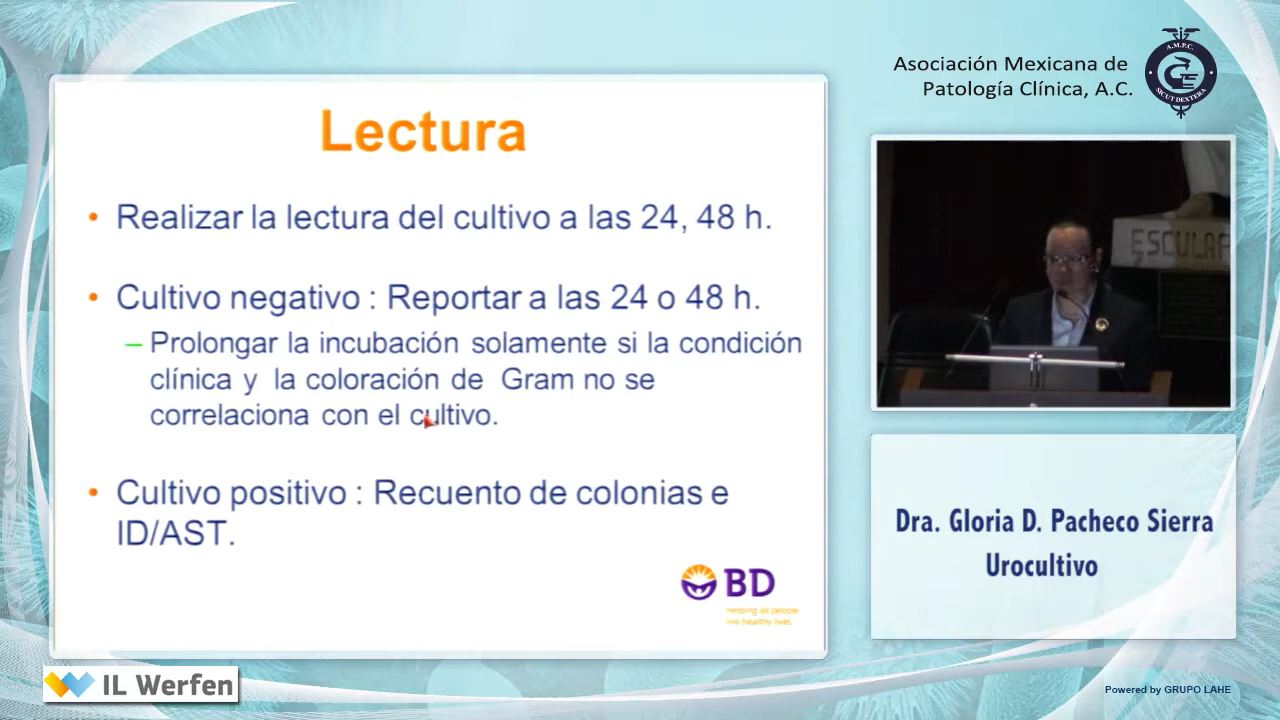 Lectura
• Realizar la lectura del cultivo a las 24, 48 h.
• Cultivo negativo : Reportar a las 24 o 48 h.
– Prolongar la incubación solamente si la condición
clínica y la coloración de Gram no se
correlaciona con el cultivo.
• Cultivo positivo : Recuento de colonias e
ID/AST.
BD
Helping all people
live healthy lives.
IL Werfen
Asociación Mexicana de
Patología Clínica, A.C.
A.M.P.C.
SICUT DEXTERA
ESCULAP
Dra. Gloria D. Pacheco Sierra
Urocultivo
Powered by GRUPO LAHE